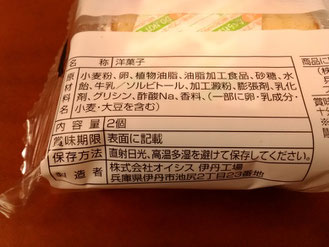 名 称 洋菓子
原材料名 小麦粉、卵、植物油脂、油脂加工食品、砂糖、水
飴、牛乳／ソルビトール、加工澱粉、膨張剤、乳化
剤、グリシン、酢酸Na、香料、(一部に卵・乳成分・
小麦・大豆を含む)
内容量 2個
賞味期限 表面に記載
保存方法 直射日光、高温多湿を避けて保存してください。
製造者 株式会社オイシス 伊丹工場
兵庫県伊丹市池尻2丁目23番地
商品に